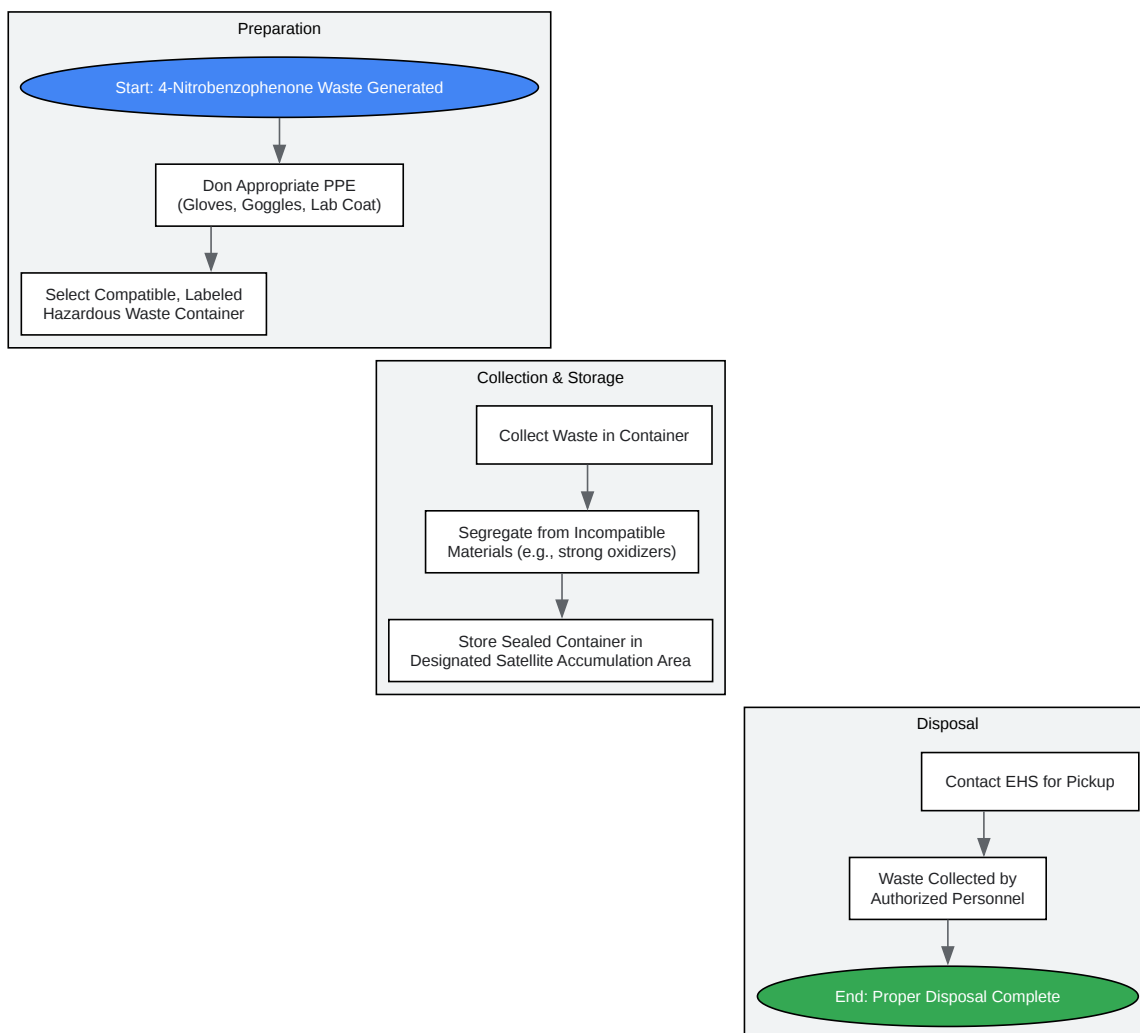 Preparation
Start: 4-Nitrobenzophenone Waste Generated
Don Appropriate PPE
(Gloves, Goggles, Lab Coat)
Select Compatible, Labeled
Hazardous Waste Container
Collection & Storage
Collect Waste in Container
Segregate from Incompatible
Materials (e.g., strong oxidizers)
Store Sealed Container in
Designated Satellite Accumulation Area
Disposal
Contact EHS for Pickup
Waste Collected by
Authorized Personnel
End: Proper Disposal Complete